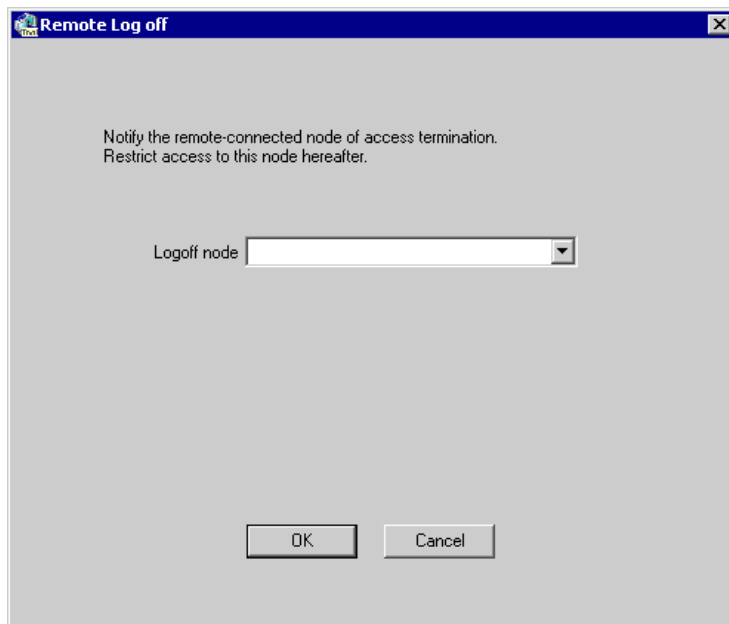 Remote Log off
Notify the remote-connected node of access termination.
Restrict access to this node hereafter.
Logoff node
OK
Cancel